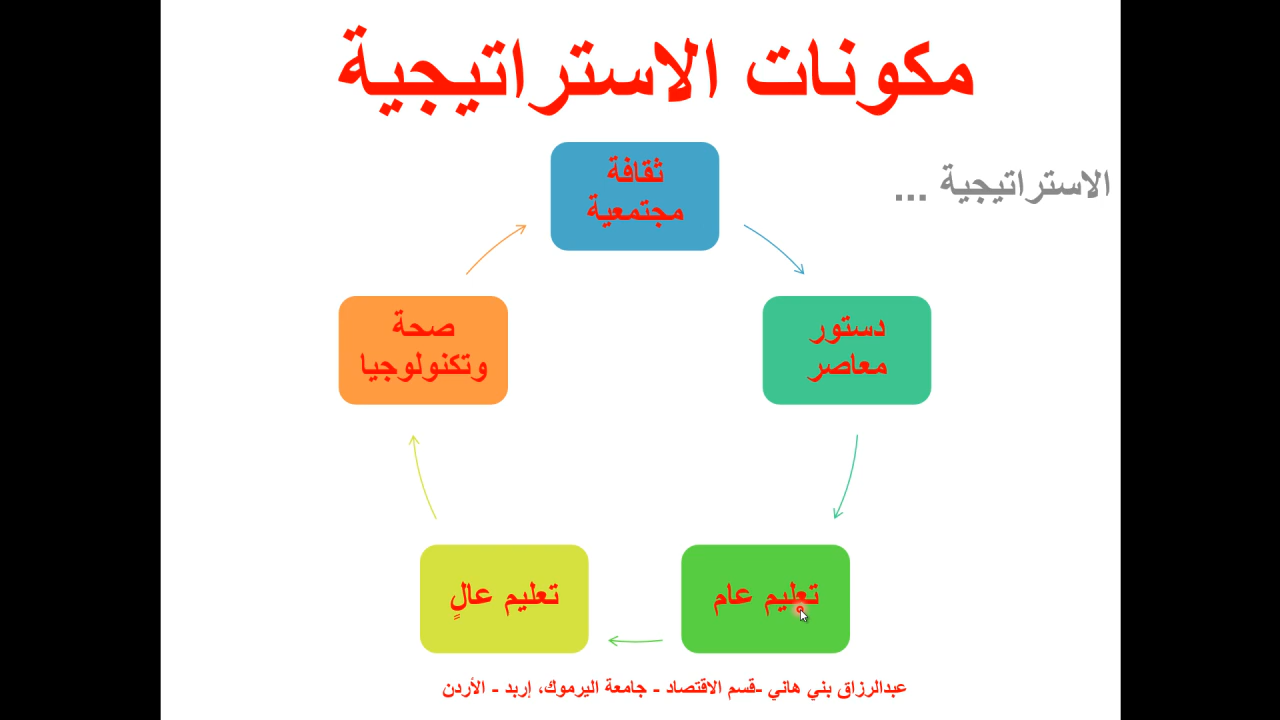 مكونات الاستراتيجية
الاستراتيجية ...
ثقافة
مجتمعية
دستور
معاصر
تعليم عام
تعليم عالٍ
صحة
وتكنولوجيا
عبدالرزاق بني هاني -قسم الاقتصاد - جامعة اليرموك، إربد - الأردن